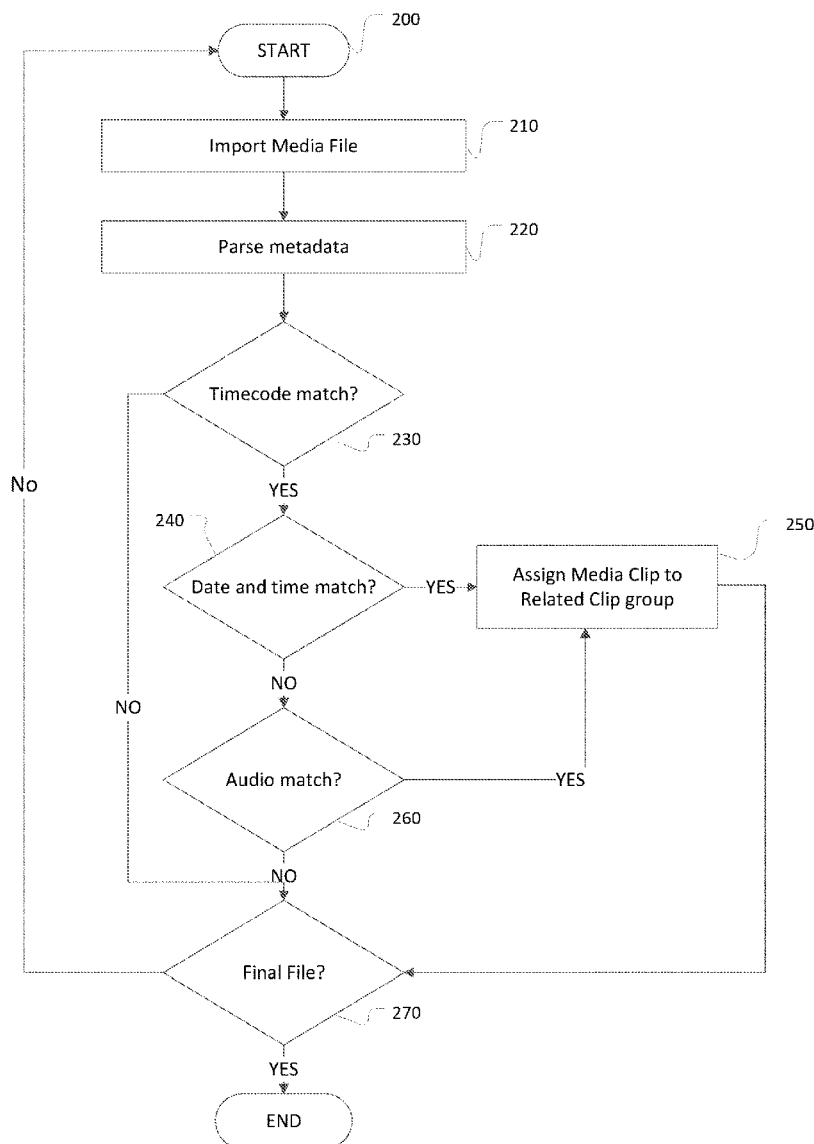 START
200
Import Media File
210
Parse metadata
220
Timecode match?
230
YES
NO
No
240
Date and time match?
YES
Assign Media Clip to
Related Clip group
250
NO
Audio match?
YES
260
NO
Final File?
270
YES
END